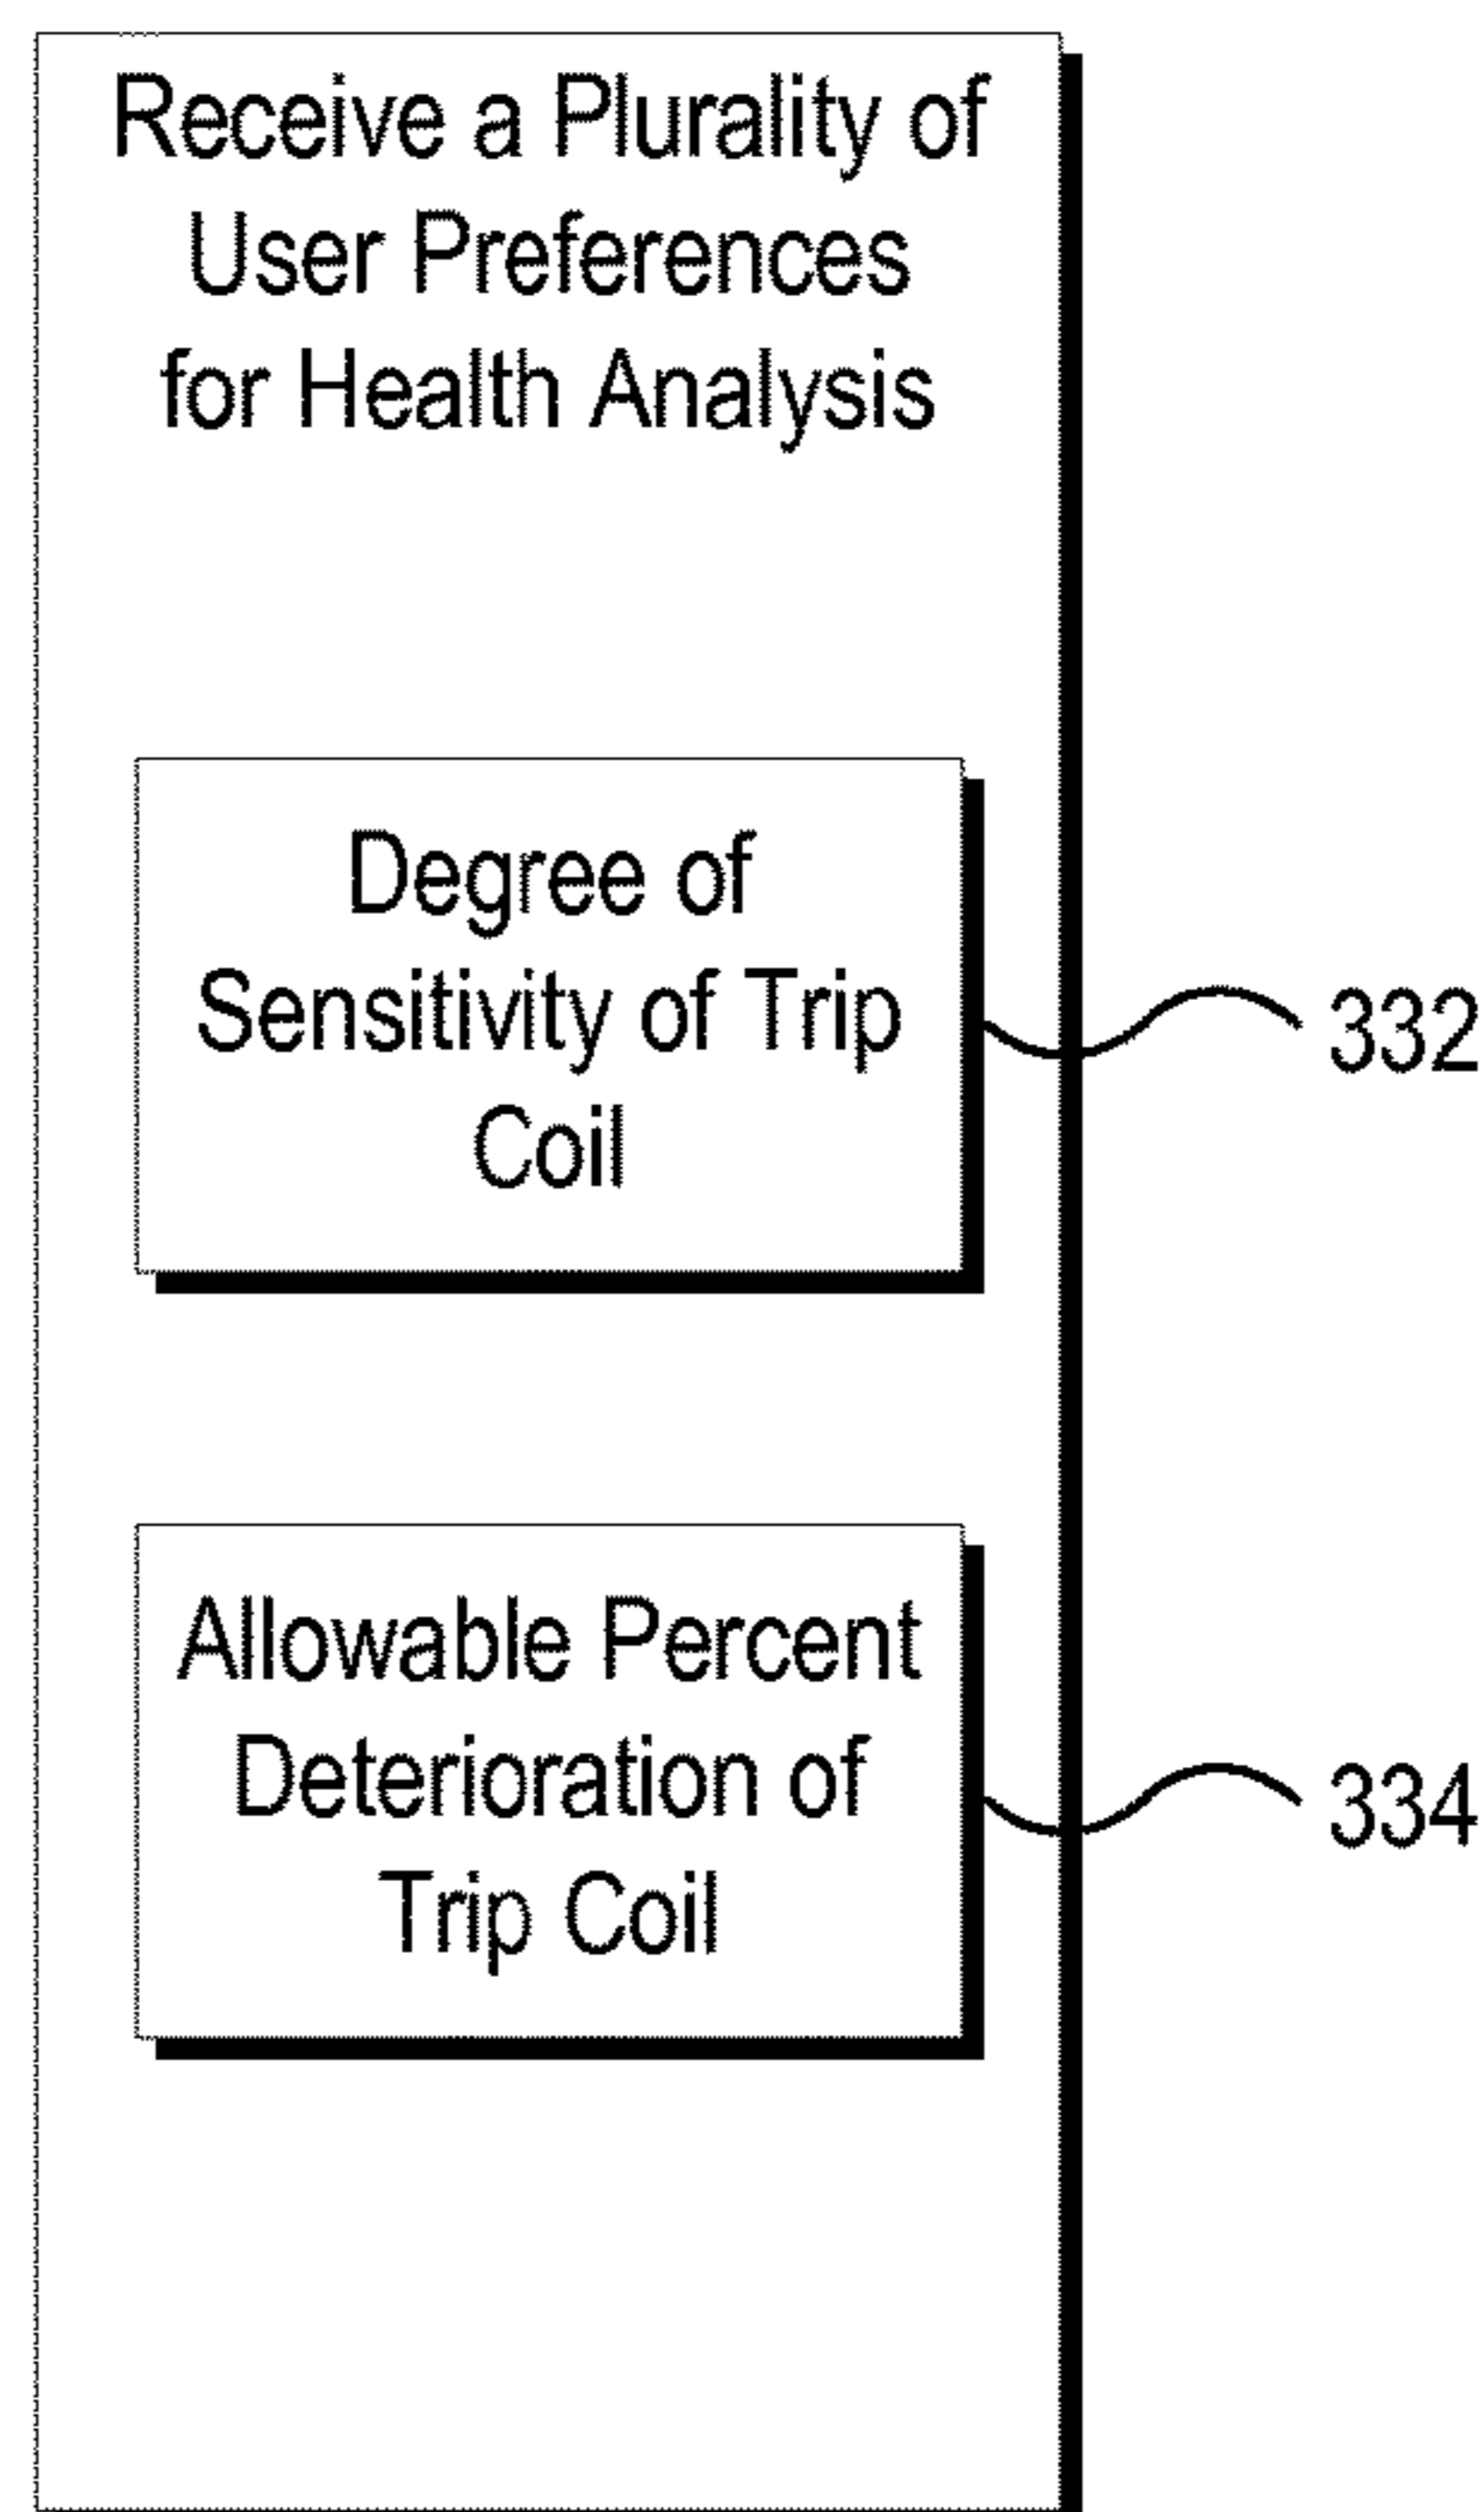 Receive a Plurality of
User Preferences
for Health Analysis
Degree of
Sensitivity of Trip
Coil
332
Allowable Percent
Deterioration of
Trip Coil
334